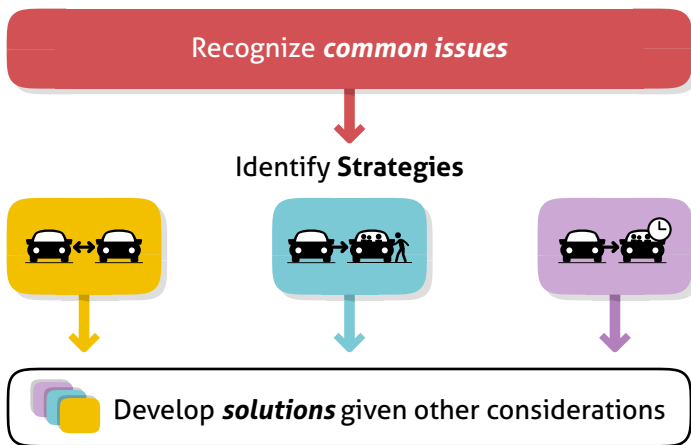 Recognize common issues
Identify Strategies
Develop solutions given other considerations